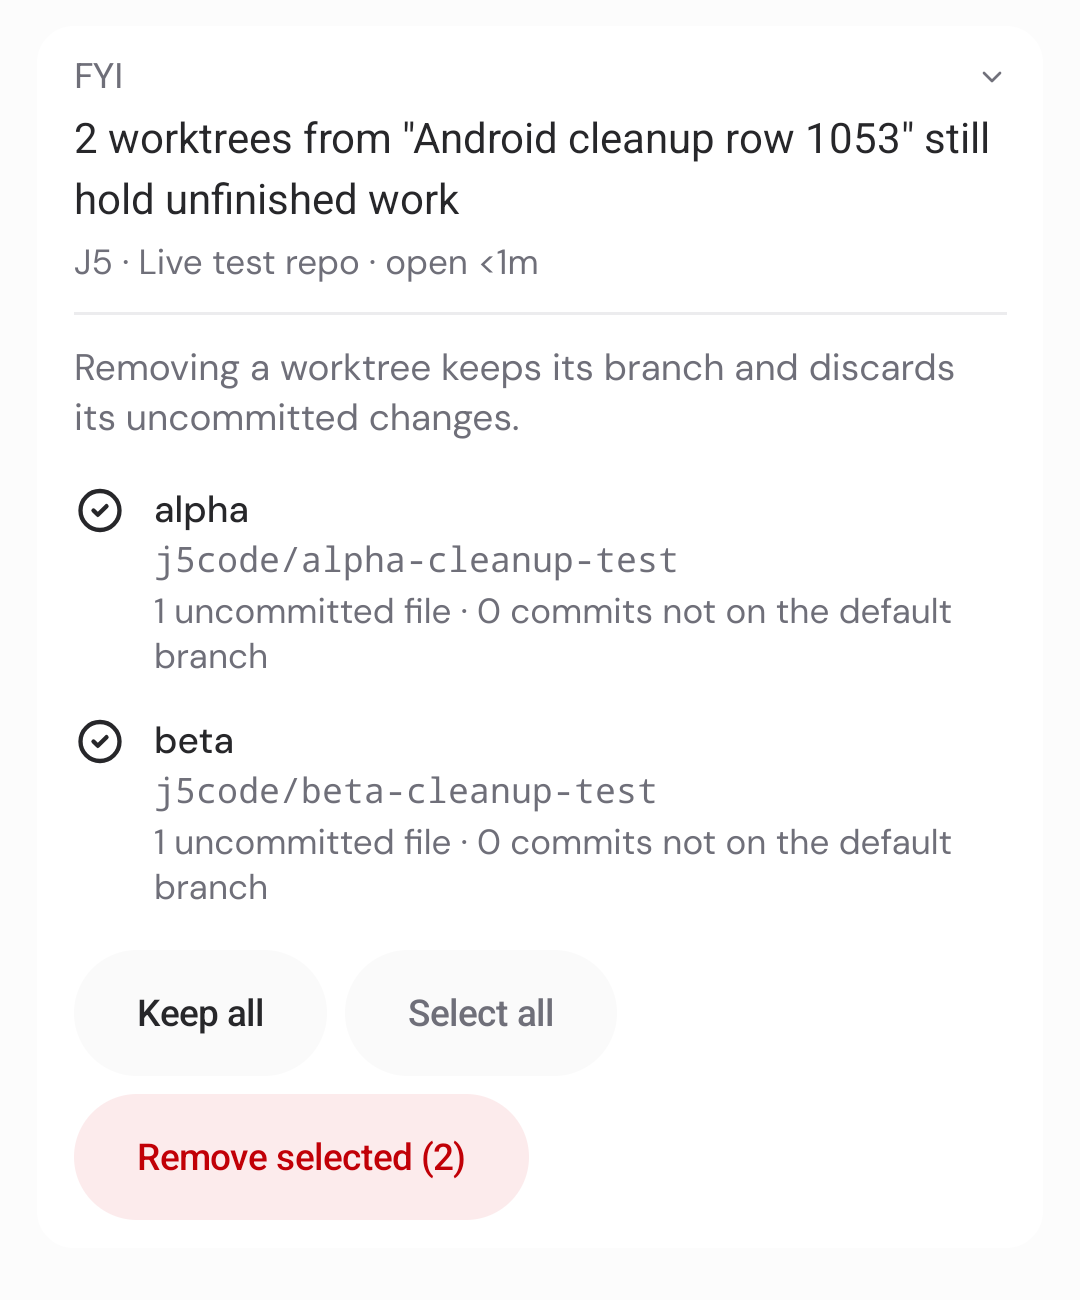 FYI
2 worktrees from "Android cleanup row 1053" still
hold unfinished work
J5 · Live test repo · open <1m
Removing a worktree keeps its branch and discards
its uncommitted changes.
alpha
j5code/alpha-cleanup-test
1 uncommitted file · 0 commits not on the default
branch
beta
j5code/beta-cleanup-test
1 uncommitted file · 0 commits not on the default
branch
Keep all
Select all
Remove selected (2)